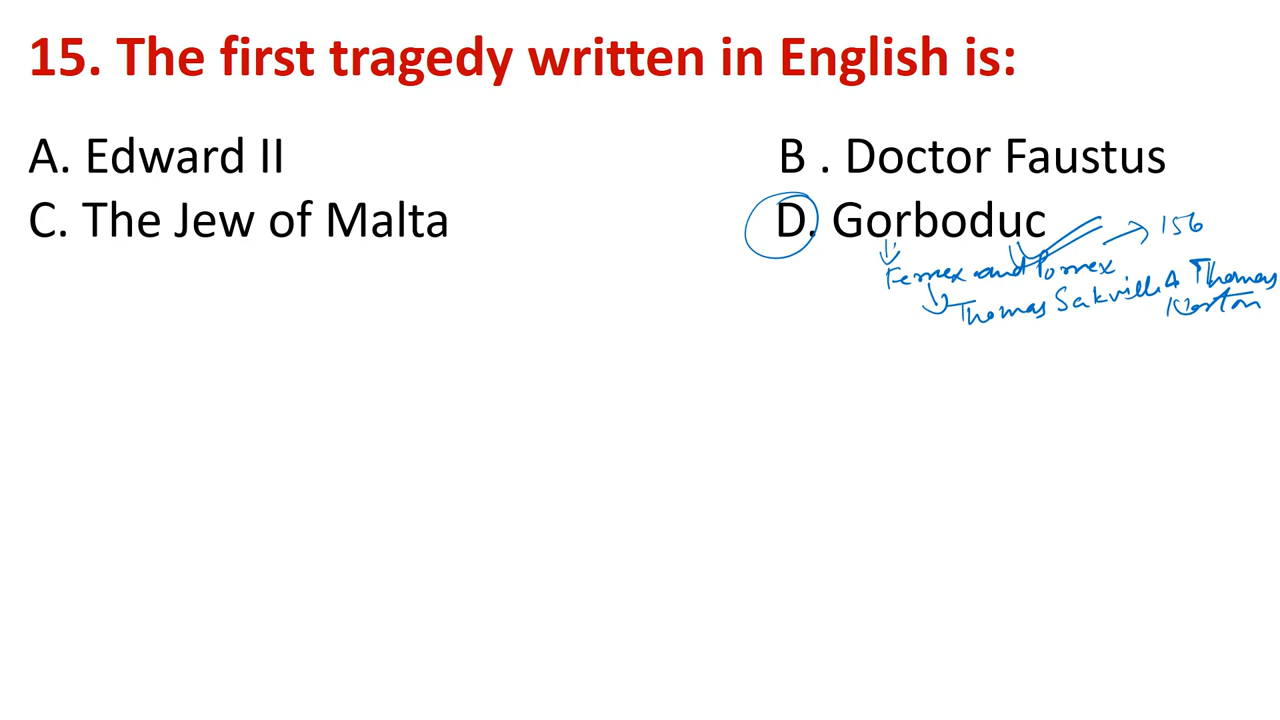 15. The first tragedy written in English is:
A. Edward II B . Doctor Faustus
C. The Jew of Malta D. Gorboduc
Ferrex and Porrex → 156
Thomas Sakville & Thomas
Norton